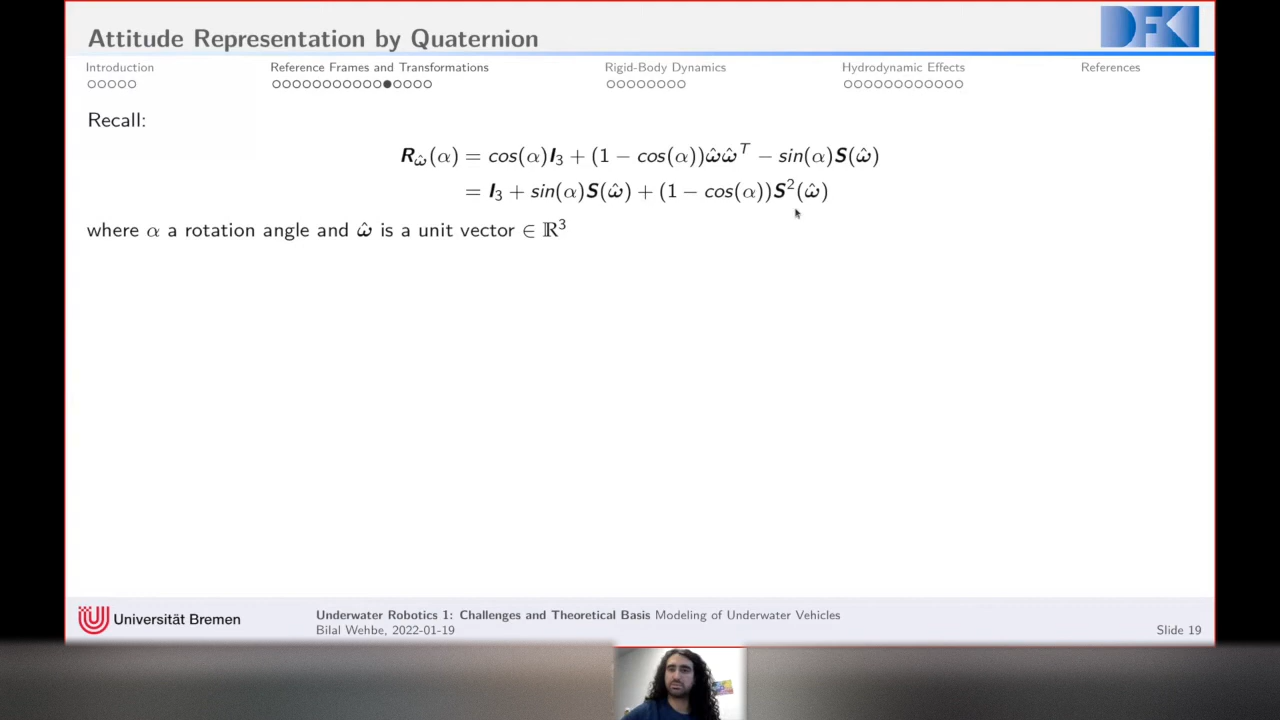 Attitude Representation by Quaternion
DFKI
Introduction Reference Frames and Transformations Rigid-Body Dynamics Hydrodynamic Effects References
Recall:
R_ω̂(α) = cos(α)I₃ + (1 − cos(α))ω̂ω̂ᵀ − sin(α)S(ω̂)
= I₃ + sin(α)S(ω̂) + (1 − cos(α))S²(ω̂)
where α a rotation angle and ω̂ is a unit vector ∈ ℝ³
Universität Bremen
Underwater Robotics 1: Challenges and Theoretical Basis Modeling of Underwater Vehicles
Bilal Wehbe, 2022-01-19
Slide 19